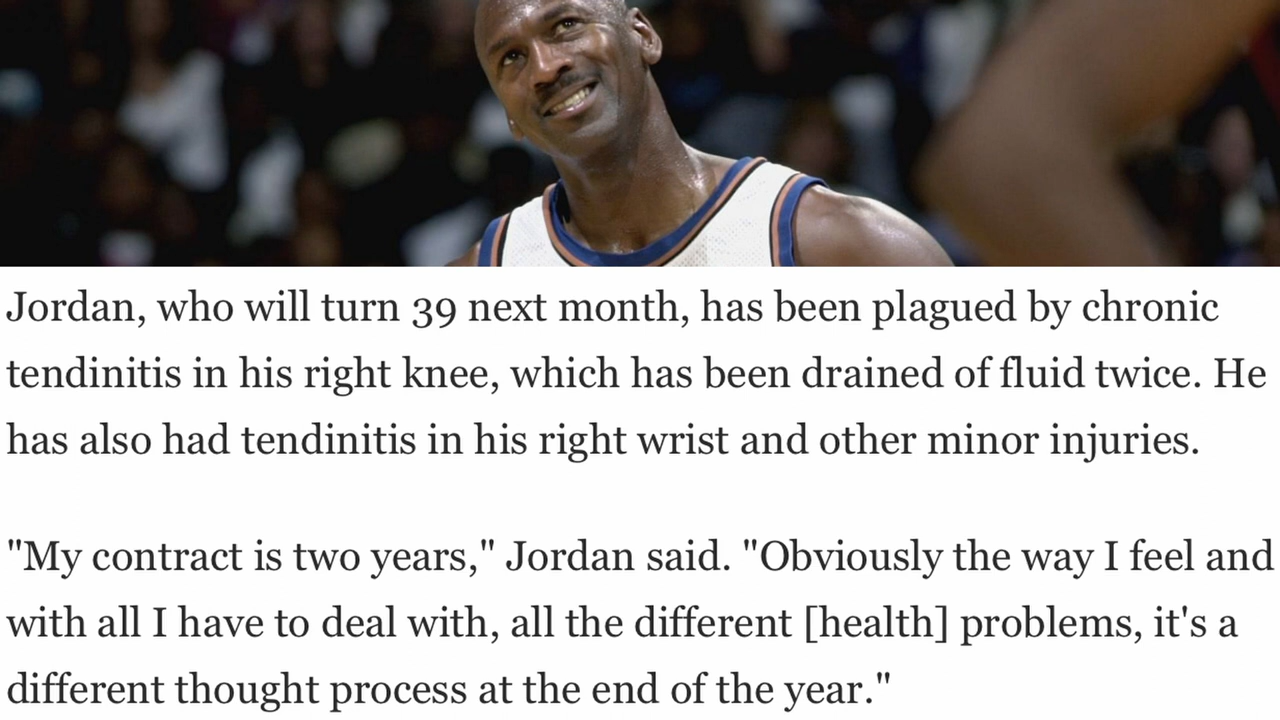 Jordan, who will turn 39 next month, has been plagued by chronic
tendinitis in his right knee, which has been drained of fluid twice. He
has also had tendinitis in his right wrist and other minor injuries.
"My contract is two years," Jordan said. "Obviously the way I feel and
with all I have to deal with, all the different [health] problems, it's a
different thought process at the end of the year."